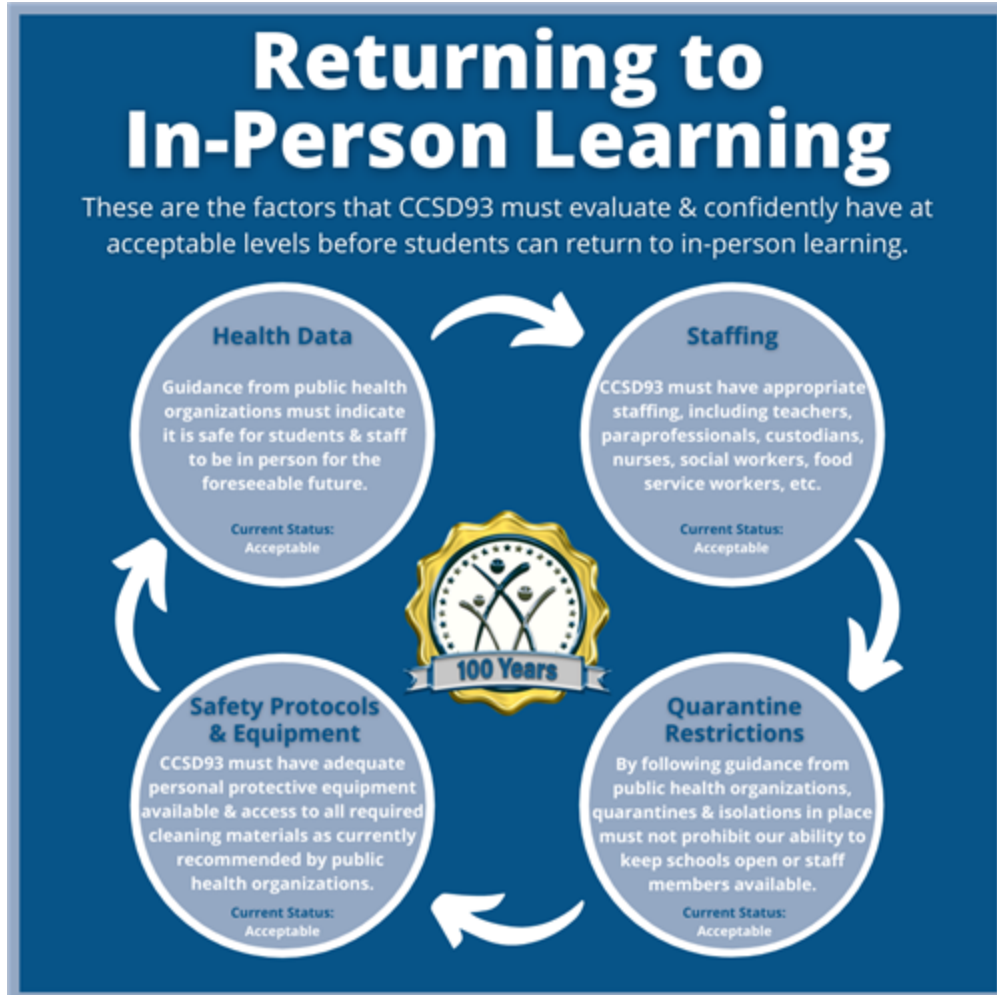 Returning to
In-Person Learning
These are the factors that CCSD93 must evaluate & confidently have at
acceptable levels before students can return to in-person learning.
Health Data
Guidance from public health
organizations must indicate
it is safe for students & staff
to be in person for the
foreseeable future.
Current Status:
Acceptable
Staffing
CCSD93 must have appropriate
staffing, including teachers,
paraprofessionals, custodians,
nurses, social workers, food
service workers, etc.
Current Status:
Acceptable
100 Years
Safety Protocols
& Equipment
CCSD93 must have adequate
personal protective equipment
available & access to all required
cleaning materials as currently
recommended by public
health organizations.
Current Status:
Acceptable
Quarantine
Restrictions
By following guidance from
public health organizations,
quarantines & isolations in place
must not prohibit our ability to
keep schools open or staff
members available.
Current Status:
Acceptable